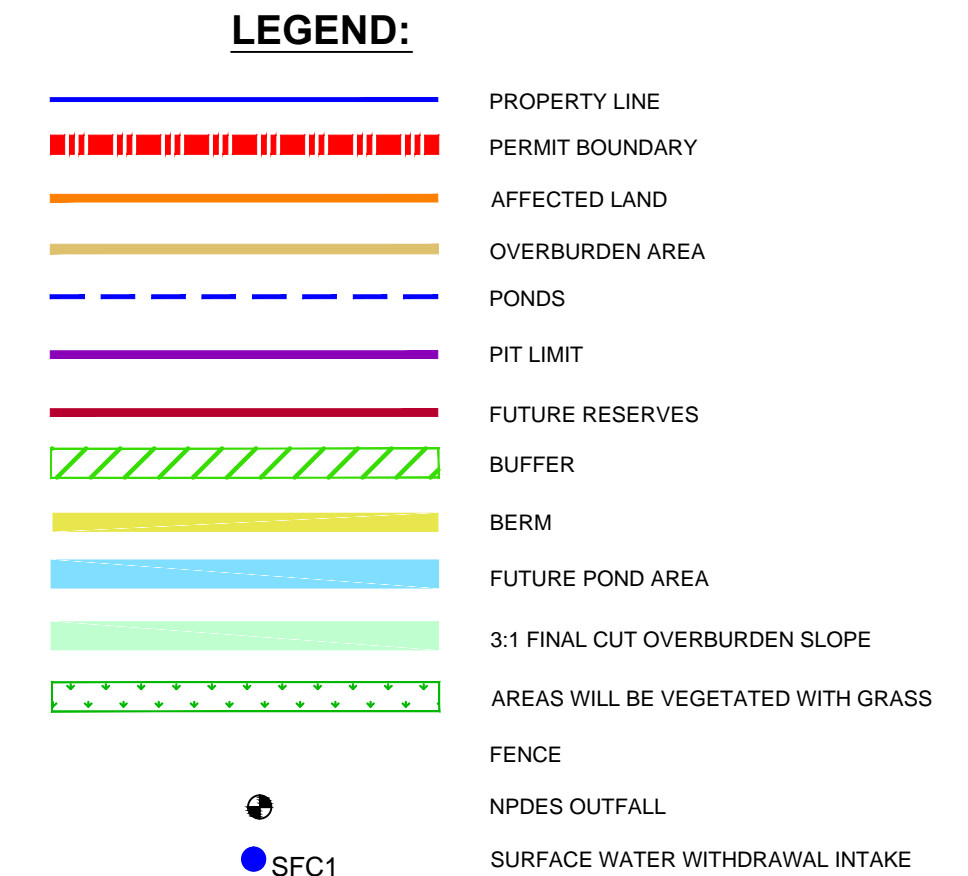 LEGEND:
PROPERTY LINE
PERMIT BOUNDARY
AFFECTED LAND
OVERBURDEN AREA
PONDS
PIT LIMIT
FUTURE RESERVES
BUFFER
BERM
FUTURE POND AREA
3:1 FINAL CUT OVERBURDEN SLOPE
AREAS WILL BE VEGETATED WITH GRASS
FENCE
NPDES OUTFALL
SFC1 SURFACE WATER WITHDRAWAL INTAKE